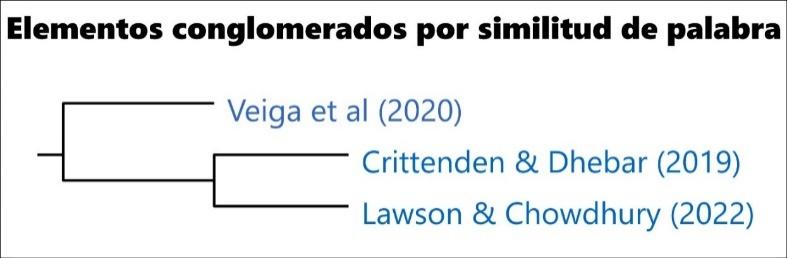 Elementos conglomerados por similitud de palabra
Veiga et al (2020)
Crittenden & Dhebar (2019)
Lawson & Chowdhury (2022)